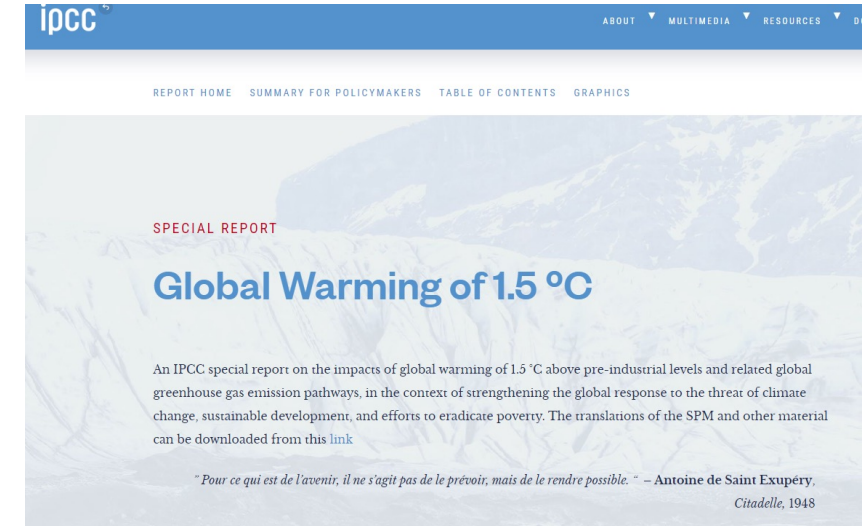 ipcc
ABOUT MULTIMEDIA RESOURCES
REPORT HOME SUMMARY FOR POLICYMAKERS TABLE OF CONTENTS GRAPHICS
SPECIAL REPORT
Global Warming of 1.5 ºC
An IPCC special report on the impacts of global warming of 1.5 °C above pre-industrial levels and related global
greenhouse gas emission pathways, in the context of strengthening the global response to the threat of climate
change, sustainable development, and efforts to eradicate poverty. The translations of the SPM and other material
can be downloaded from this link
" Pour ce qui est de l'avenir, il ne s'agit pas de le prévoir, mais de le rendre possible. " – Antoine de Saint Exupéry,
Citadelle, 1948